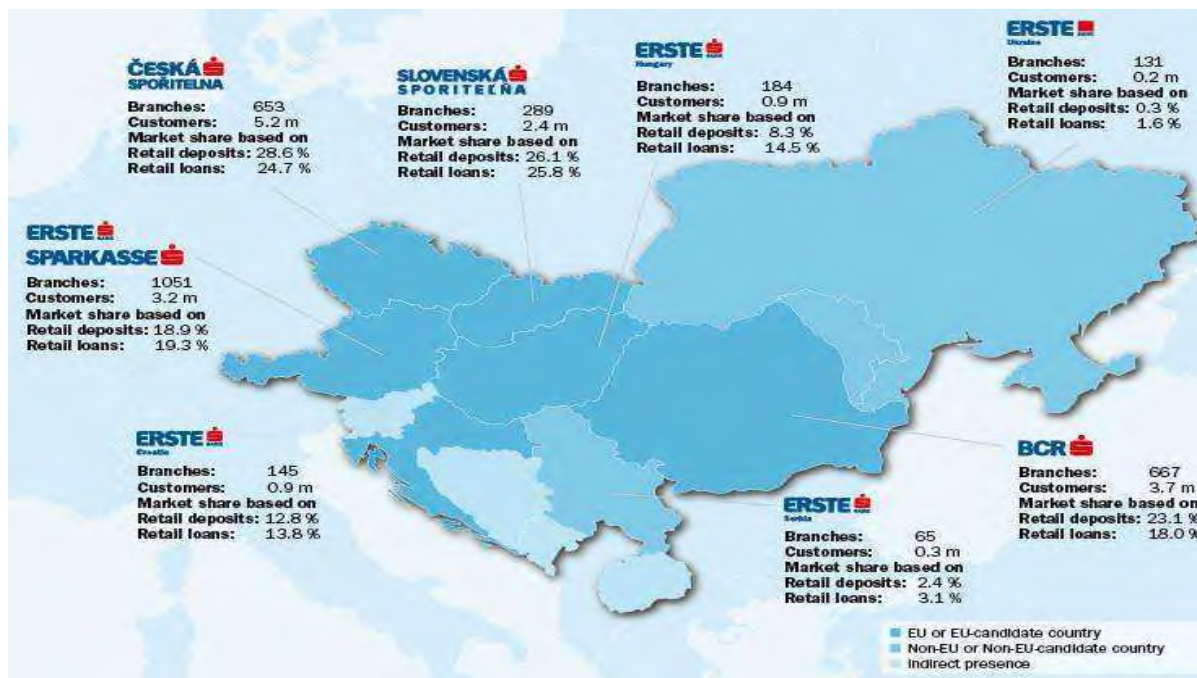 ČESKÁ
SPOŘITELNA
Branches: 653
Customers: 5.2 m
Market share based on
Retail deposits: 28.6 %
Retail loans: 24.7 %
SLOVENSKÁ
SPORITEĽŇA
Branches: 289
Customers: 2.4 m
Market share based on
Retail deposits: 26.1 %
Retail loans: 25.8 %
ERSTE BANK
Hungary
Branches: 184
Customers: 0.9 m
Market share based on
Retail deposits: 8.3 %
Retail loans: 14.5 %
ERSTE BANK
Ukraine
Branches: 131
Customers: 0.2 m
Market share based on
Retail deposits: 0.3 %
Retail loans: 1.6 %
ERSTE BANK
SPARKASSE
Branches: 1051
Customers: 3.2 m
Market share based on
Retail deposits: 18.9 %
Retail loans: 19.3 %
ERSTE BANK
Croatia
Branches: 145
Customers: 0.9 m
Market share based on
Retail deposits: 12.8 %
Retail loans: 13.8 %
ERSTE BANK
Serbia
Branches: 65
Customers: 0.3 m
Market share based on
Retail deposits: 2.4 %
Retail loans: 3.1 %
BCR
Branches: 667
Customers: 3.7 m
Market share based on
Retail deposits: 23.1 %
Retail loans: 18.0 %
EU or EU-candidate country
Non-EU or Non-EU-candidate country
Indirect presence